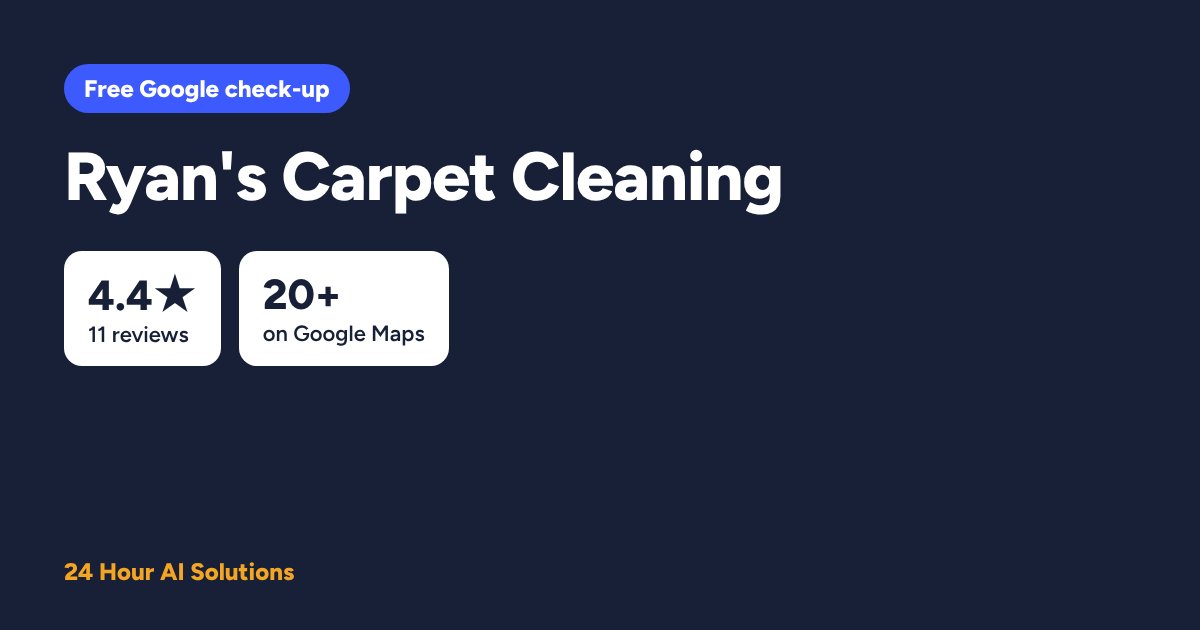 Free Google check-up
Ryan's Carpet Cleaning
4.4★
11 reviews
20+
on Google Maps
24 Hour AI Solutions